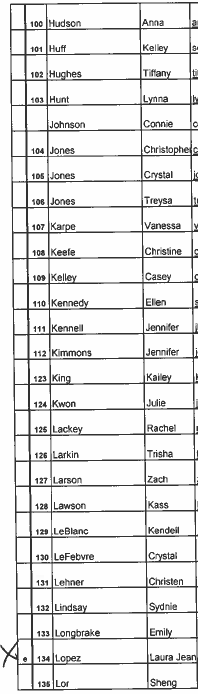 100 Hudson Anna
101 Huff Kelley
102 Hughes Tiffany
103 Hunt Lynna
Johnson Connie
104 Jones Christopher
105 Jones Crystal
106 Jones Treysa
107 Karpe Vanessa
108 Keefe Christine
109 Kelley Casey
110 Kennedy Ellen
111 Kennell Jennifer
112 Kimmons Jennifer
123 King Kailey
124 Kwon Julie
125 Lackey Rachel
126 Larkin Trisha
127 Larson Zach
128 Lawson Kass
129 LeBlanc Kendell
130 LeFebvre Crystal
131 Lehner Christen
132 Lindsay Sydnie
133 Longbrake Emily
X e 134 Lopez Laura Jean
135 Lor Sheng